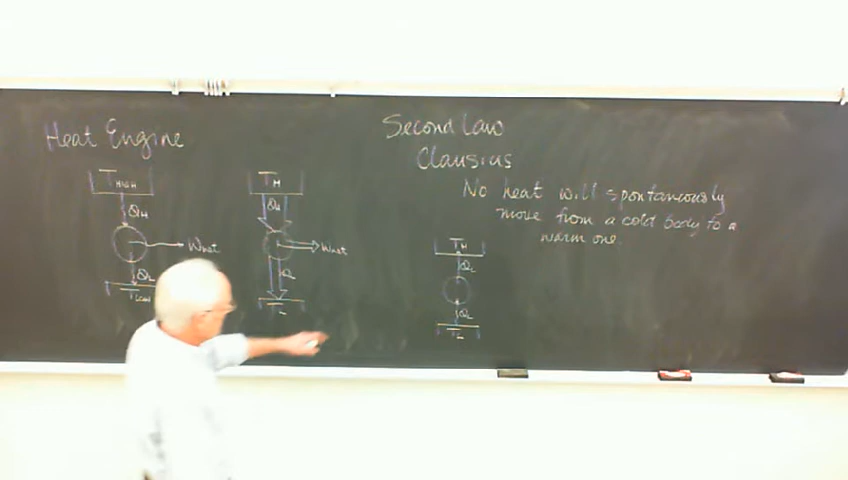 Heat Engine
T HIGH
QH
Wnet
QL
TLOW
TH
QH
Wnet
QL
TL
Second Law
Clausius
No heat will spontaneously
move from a cold body to a
warm one.
TH
QL
QL
TL